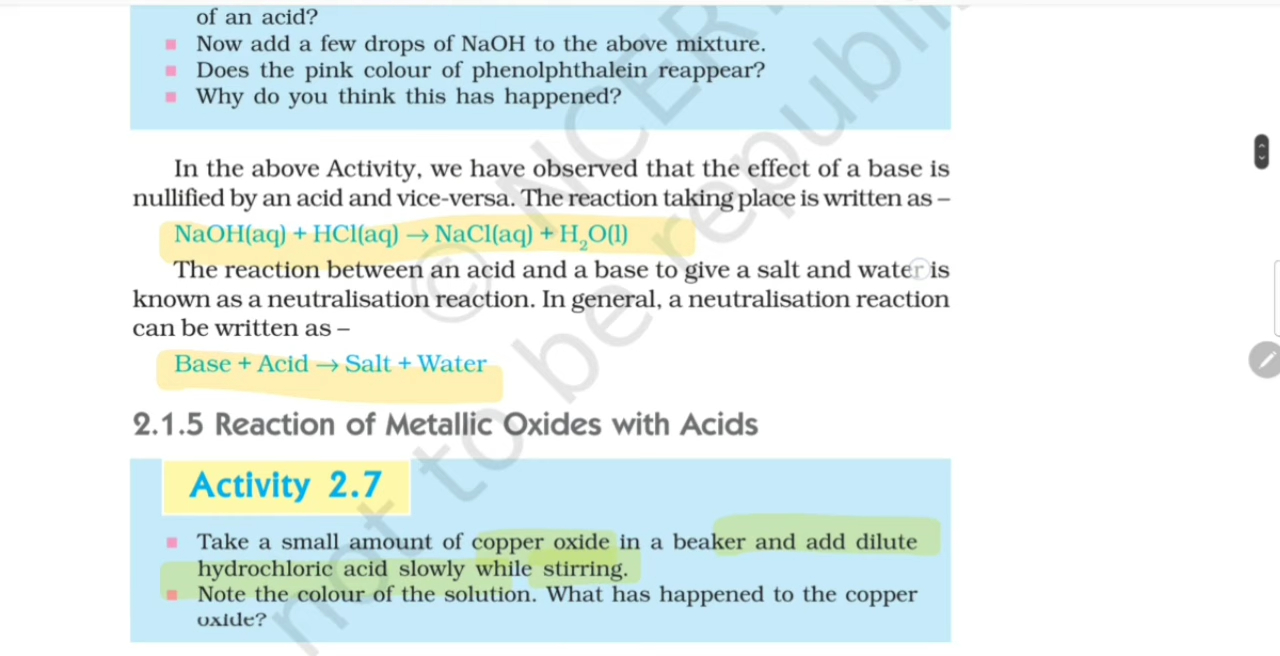 of an acid?
Now add a few drops of NaOH to the above mixture.
Does the pink colour of phenolphthalein reappear?
Why do you think this has happened?
In the above Activity, we have observed that the effect of a base is
nullified by an acid and vice-versa. The reaction taking place is written as –
NaOH(aq) + HCl(aq) → NaCl(aq) + H₂O(l)
The reaction between an acid and a base to give a salt and water is
known as a neutralisation reaction. In general, a neutralisation reaction
can be written as –
Base + Acid → Salt + Water
2.1.5 Reaction of Metallic Oxides with Acids
Activity 2.7
Take a small amount of copper oxide in a beaker and add dilute
hydrochloric acid slowly while stirring.
Note the colour of the solution. What has happened to the copper
oxide?
© NCER
not to be republi